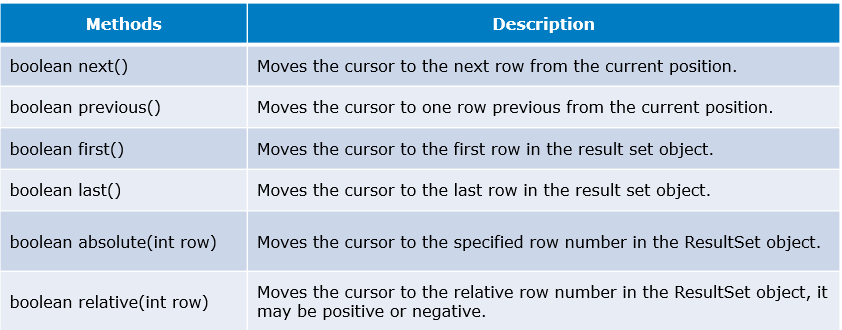 Methods Description
boolean next() Moves the cursor to the next row from the current position.
boolean previous() Moves the cursor to one row previous from the current position.
boolean first() Moves the cursor to the first row in the result set object.
boolean last() Moves the cursor to the last row in the result set object.
boolean absolute(int row) Moves the cursor to the specified row number in the ResultSet object.
boolean relative(int row) Moves the cursor to the relative row number in the ResultSet object, it
may be positive or negative.